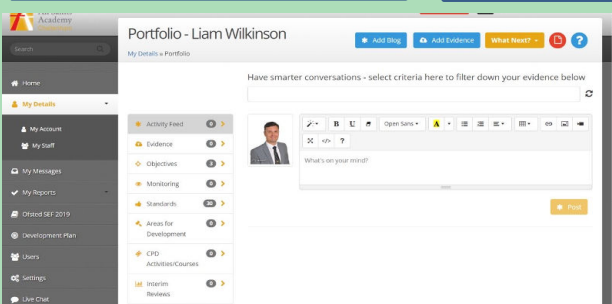 Academy
Search
Home
My Details
My Account
My Staff
My Messages
My Reports
Ofsted SEF 2019
Development Plan
Users
Settings
Live Chat
Portfolio - Liam Wilkinson
My Details » Portfolio
Add Blog
Add Evidence
What Next?
?
Have smarter conversations - select criteria here to filter down your evidence below
Activity Feed 0
Evidence 0
Objectives 3
Monitoring 0
Standards 30
Areas for 0
Development
CPD 0
Activities/Courses
Interim 0
Reviews
B U Open Sans A
</> ?
What's on your mind?
Post